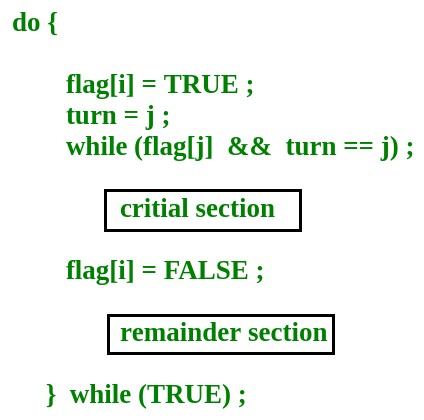 do {
flag[i] = TRUE ;
turn = j ;
while (flag[j]  &&  turn == j) ;
critial section
flag[i] = FALSE ;
remainder section
}  while (TRUE) ;